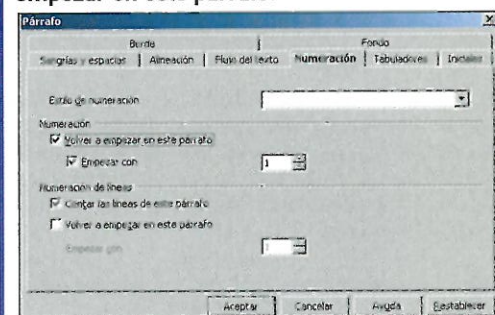 empezar en este párrafo.
Párrafo
Borde Fondo
Sangrías y espacios Alineación Flujo del texto Numeración Tabuladores Iniciales
Estilo de numeración
Numeración
Volver a empezar en este párrafo
Empezar con 1
Numeración de líneas
Contar las líneas de este párrafo
Volver a empezar en este párrafo
Empezar con 1
Aceptar Cancelar Ayuda Restablecer